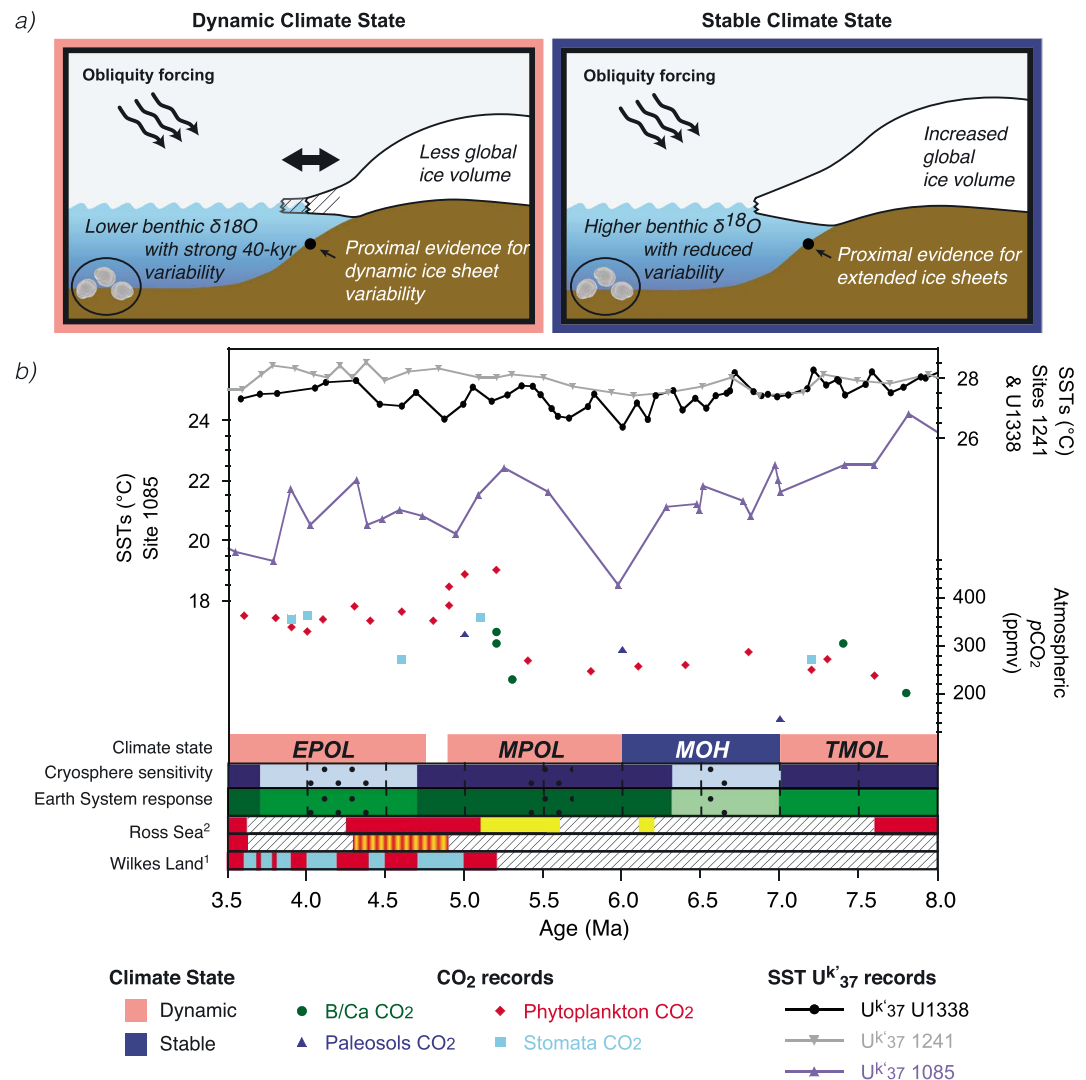 a)
Dynamic Climate State
Stable Climate State
Obliquity forcing
Less global
ice volume
Lower benthic δ18O
with strong 40-kyr
variability
Proximal evidence for
dynamic ice sheet
variability
Obliquity forcing
Increased
global
ice volume
Higher benthic δ¹⁸O
with reduced
variability
Proximal evidence for
extended ice sheets
b)
SSTs (°C)
Site 1085
24
22
20
18
28
26
SSTs (°C)
Sites 1241
& U1338
400
300
200
Atmospheric
pCO₂
(ppmv)
Climate state
EPOL
MPOL
MOH
TMOL
Cryosphere sensitivity
Earth System response
Ross Sea²
Wilkes Land¹
3.5 4.0 4.5 5.0 5.5 6.0 6.5 7.0 7.5 8.0
Age (Ma)
Climate State
Dynamic
Stable
CO₂ records
B/Ca CO₂
Phytoplankton CO₂
Paleosols CO₂
Stomata CO₂
SST Uᵏ'₃₇ records
Uᵏ'₃₇ U1338
Uᵏ'₃₇ 1241
Uᵏ'₃₇ 1085